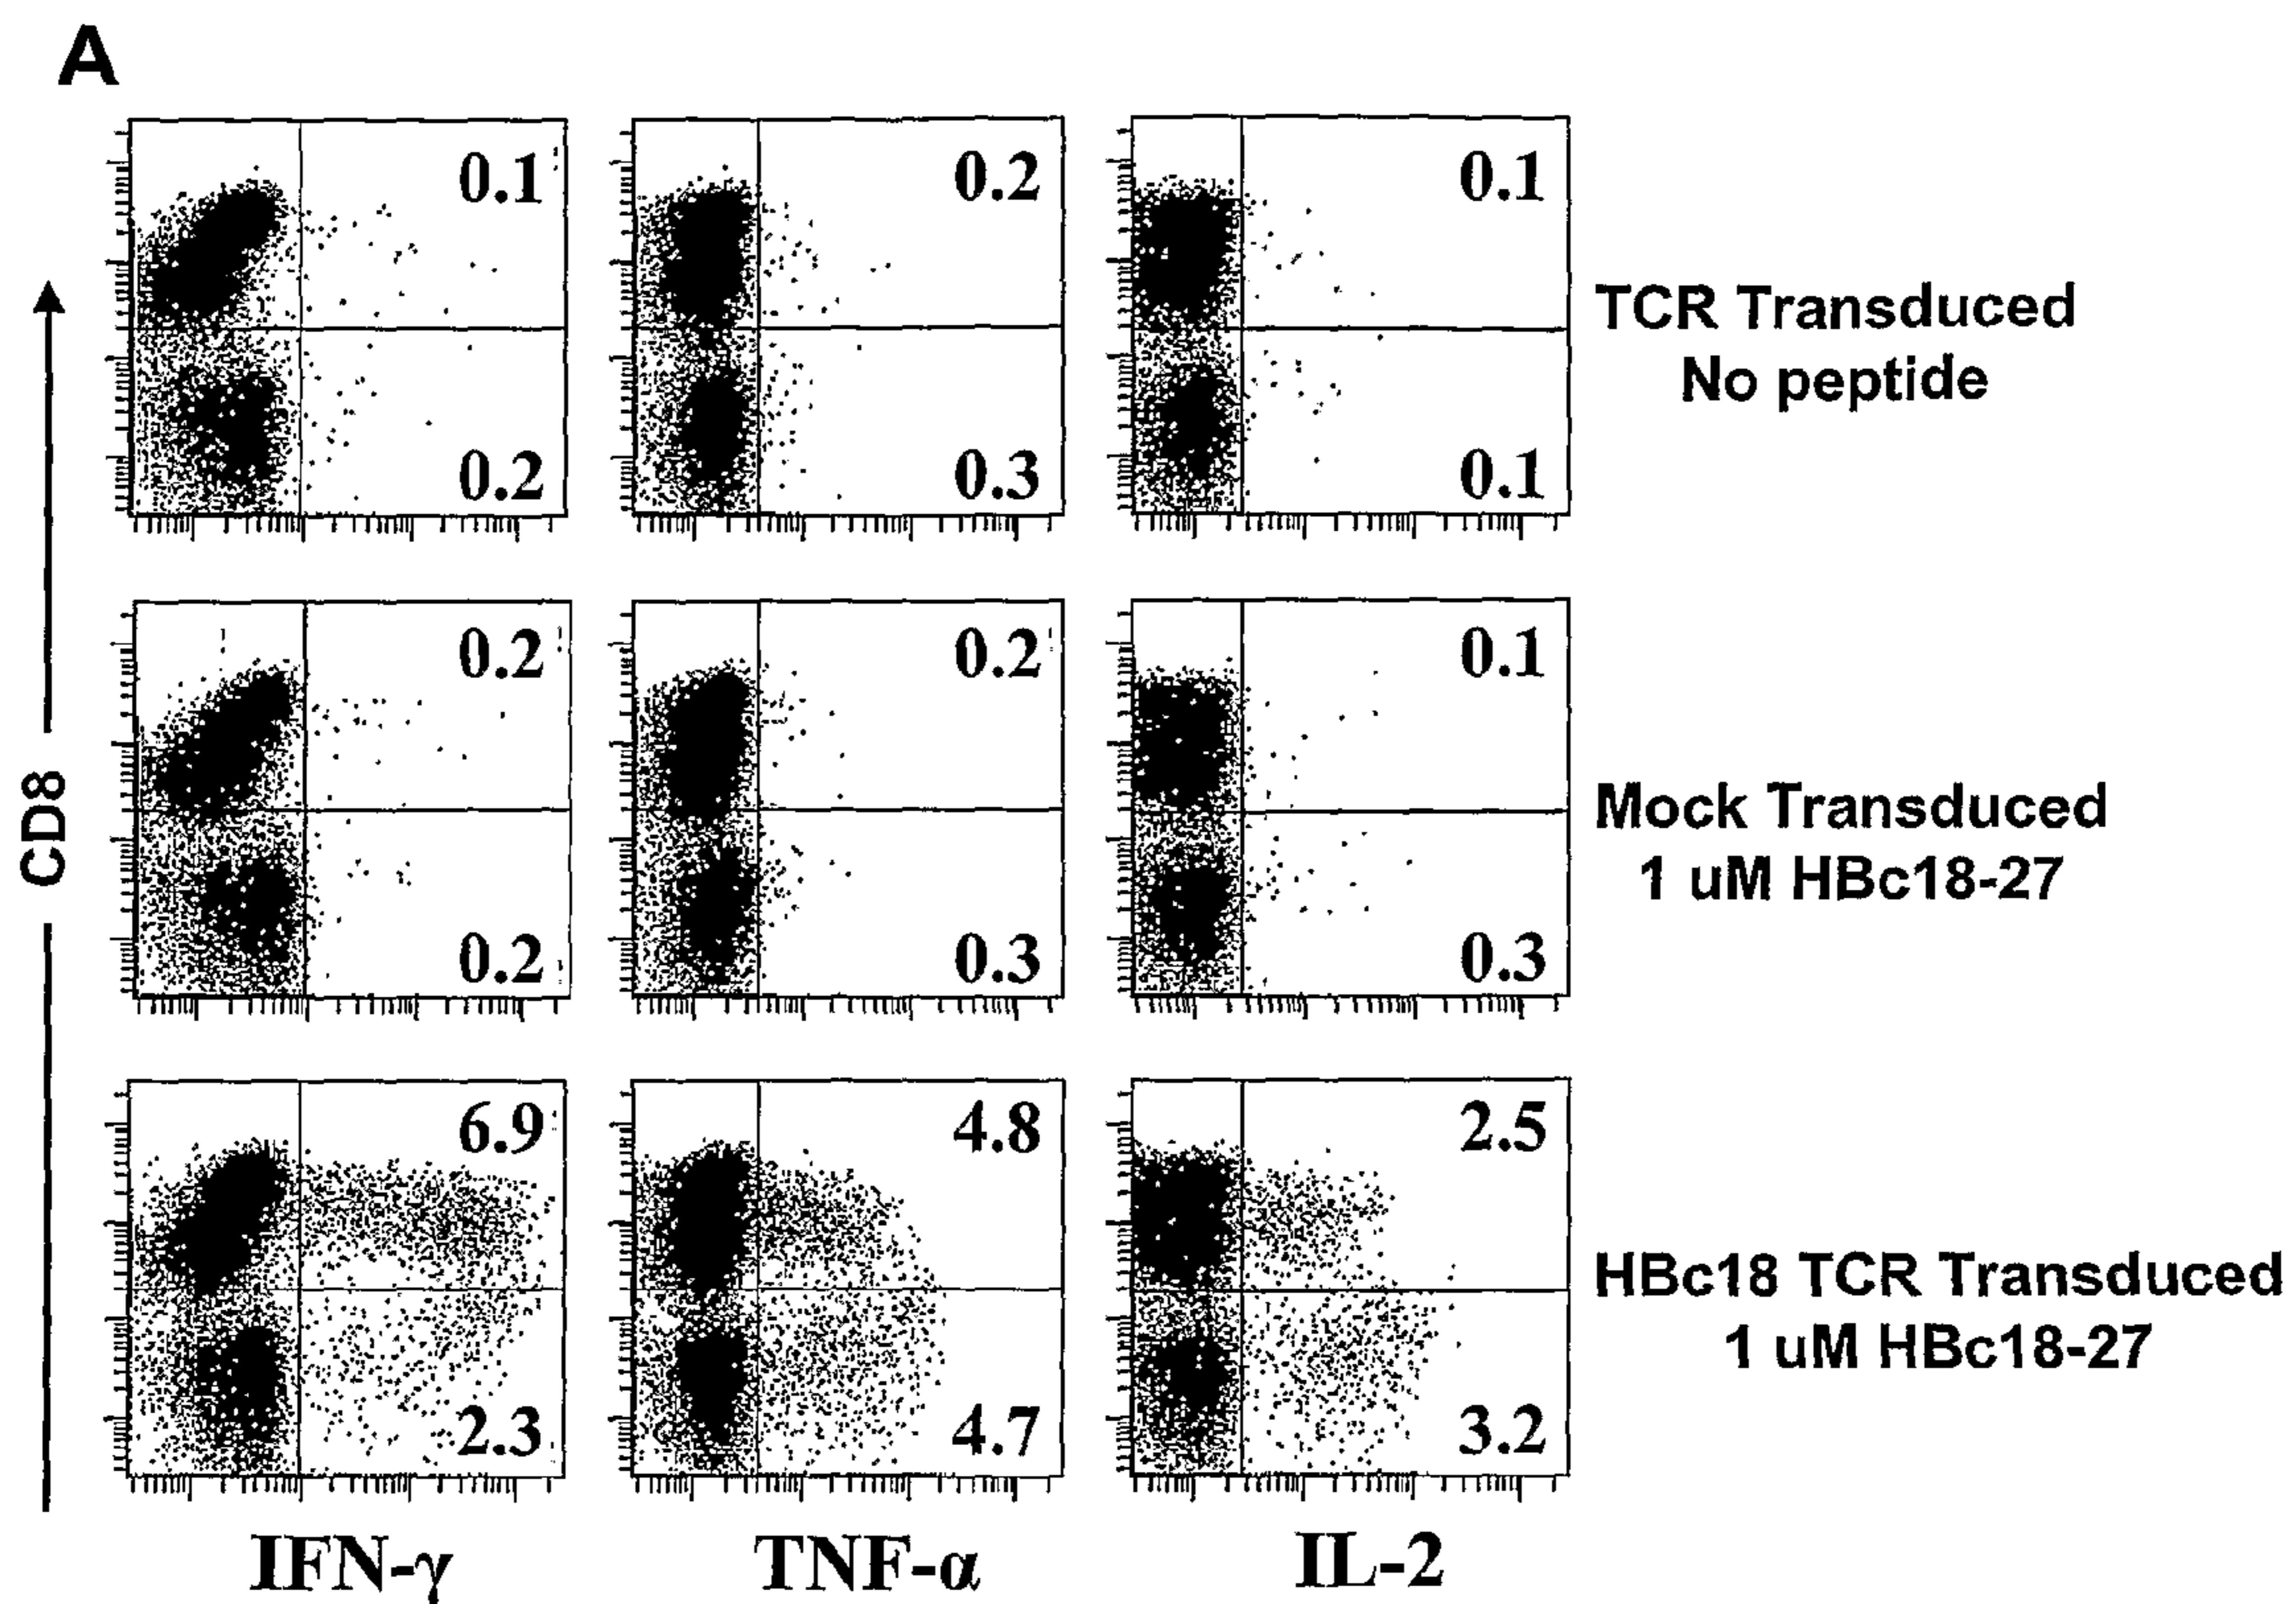 A
0.1
0.2
0.1
TCR Transduced
No peptide
0.2
0.3
0.1
0.2
0.2
0.1
CD8
Mock Transduced
1 uM HBc18-27
0.2
0.3
0.3
6.9
4.8
2.5
HBc18 TCR Transduced
1 uM HBc18-27
2.3
4.7
3.2
IFN-γ
TNF-α
IL-2